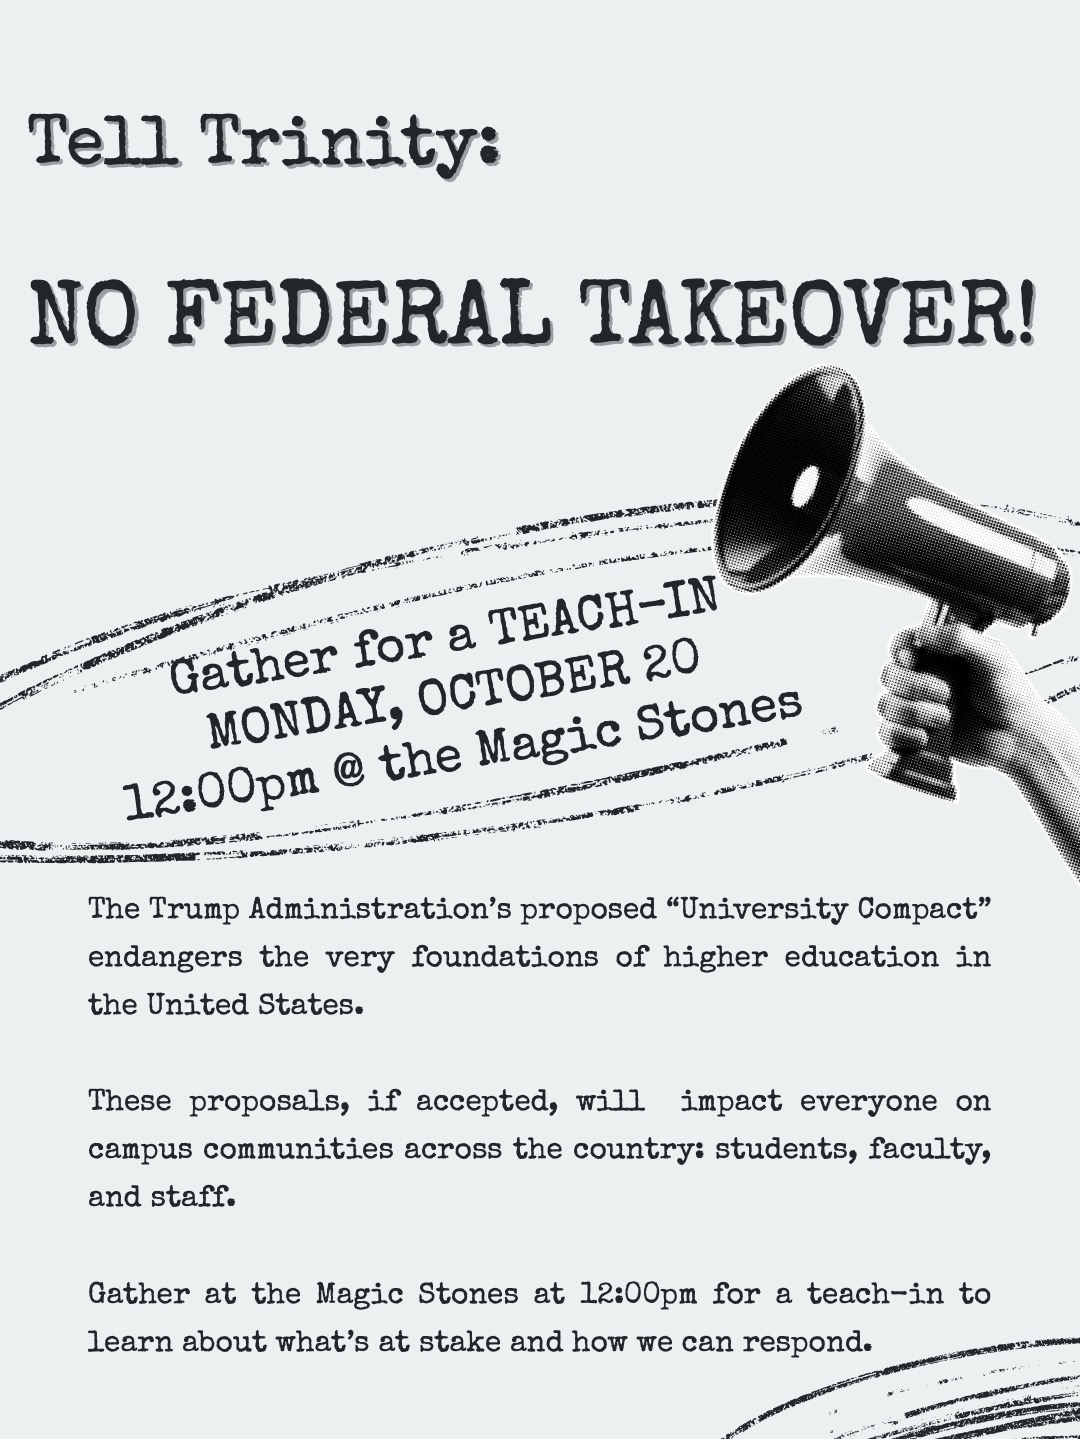 Tell Trinity:
NO FEDERAL TAKEOVER!
Gather for a TEACH-IN
MONDAY, OCTOBER 20
12:00pm @ the Magic Stones
The Trump Administration’s proposed “University Compact”
endangers the very foundations of higher education in
the United States.
These proposals, if accepted, will impact everyone on
campus communities across the country: students, faculty,
and staff.
Gather at the Magic Stones at 12:00pm for a teach-in to
learn about what’s at stake and how we can respond.